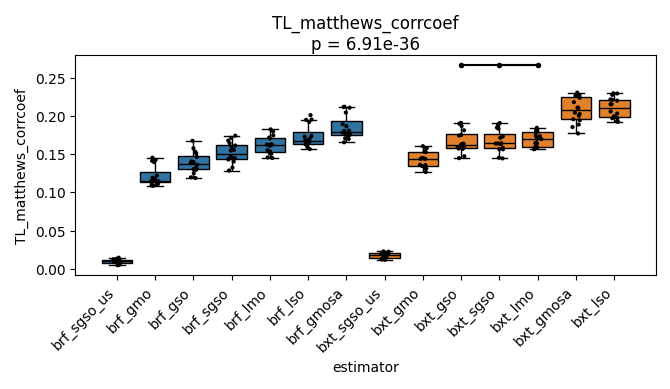 TL_matthews_corrcoef
p = 6.91e-36
TL_matthews_corrcoef
0.25
0.20
0.15
0.10
0.05
0.00
brf_sgso_us
brf_gmo
brf_gso
brf_sgso
brf_lmo
brf_lso
brf_gmosa
bxt_sgso_us
bxt_gmo
bxt_gso
bxt_sgso
bxt_lmo
bxt_gmosa
bxt_lso
estimator